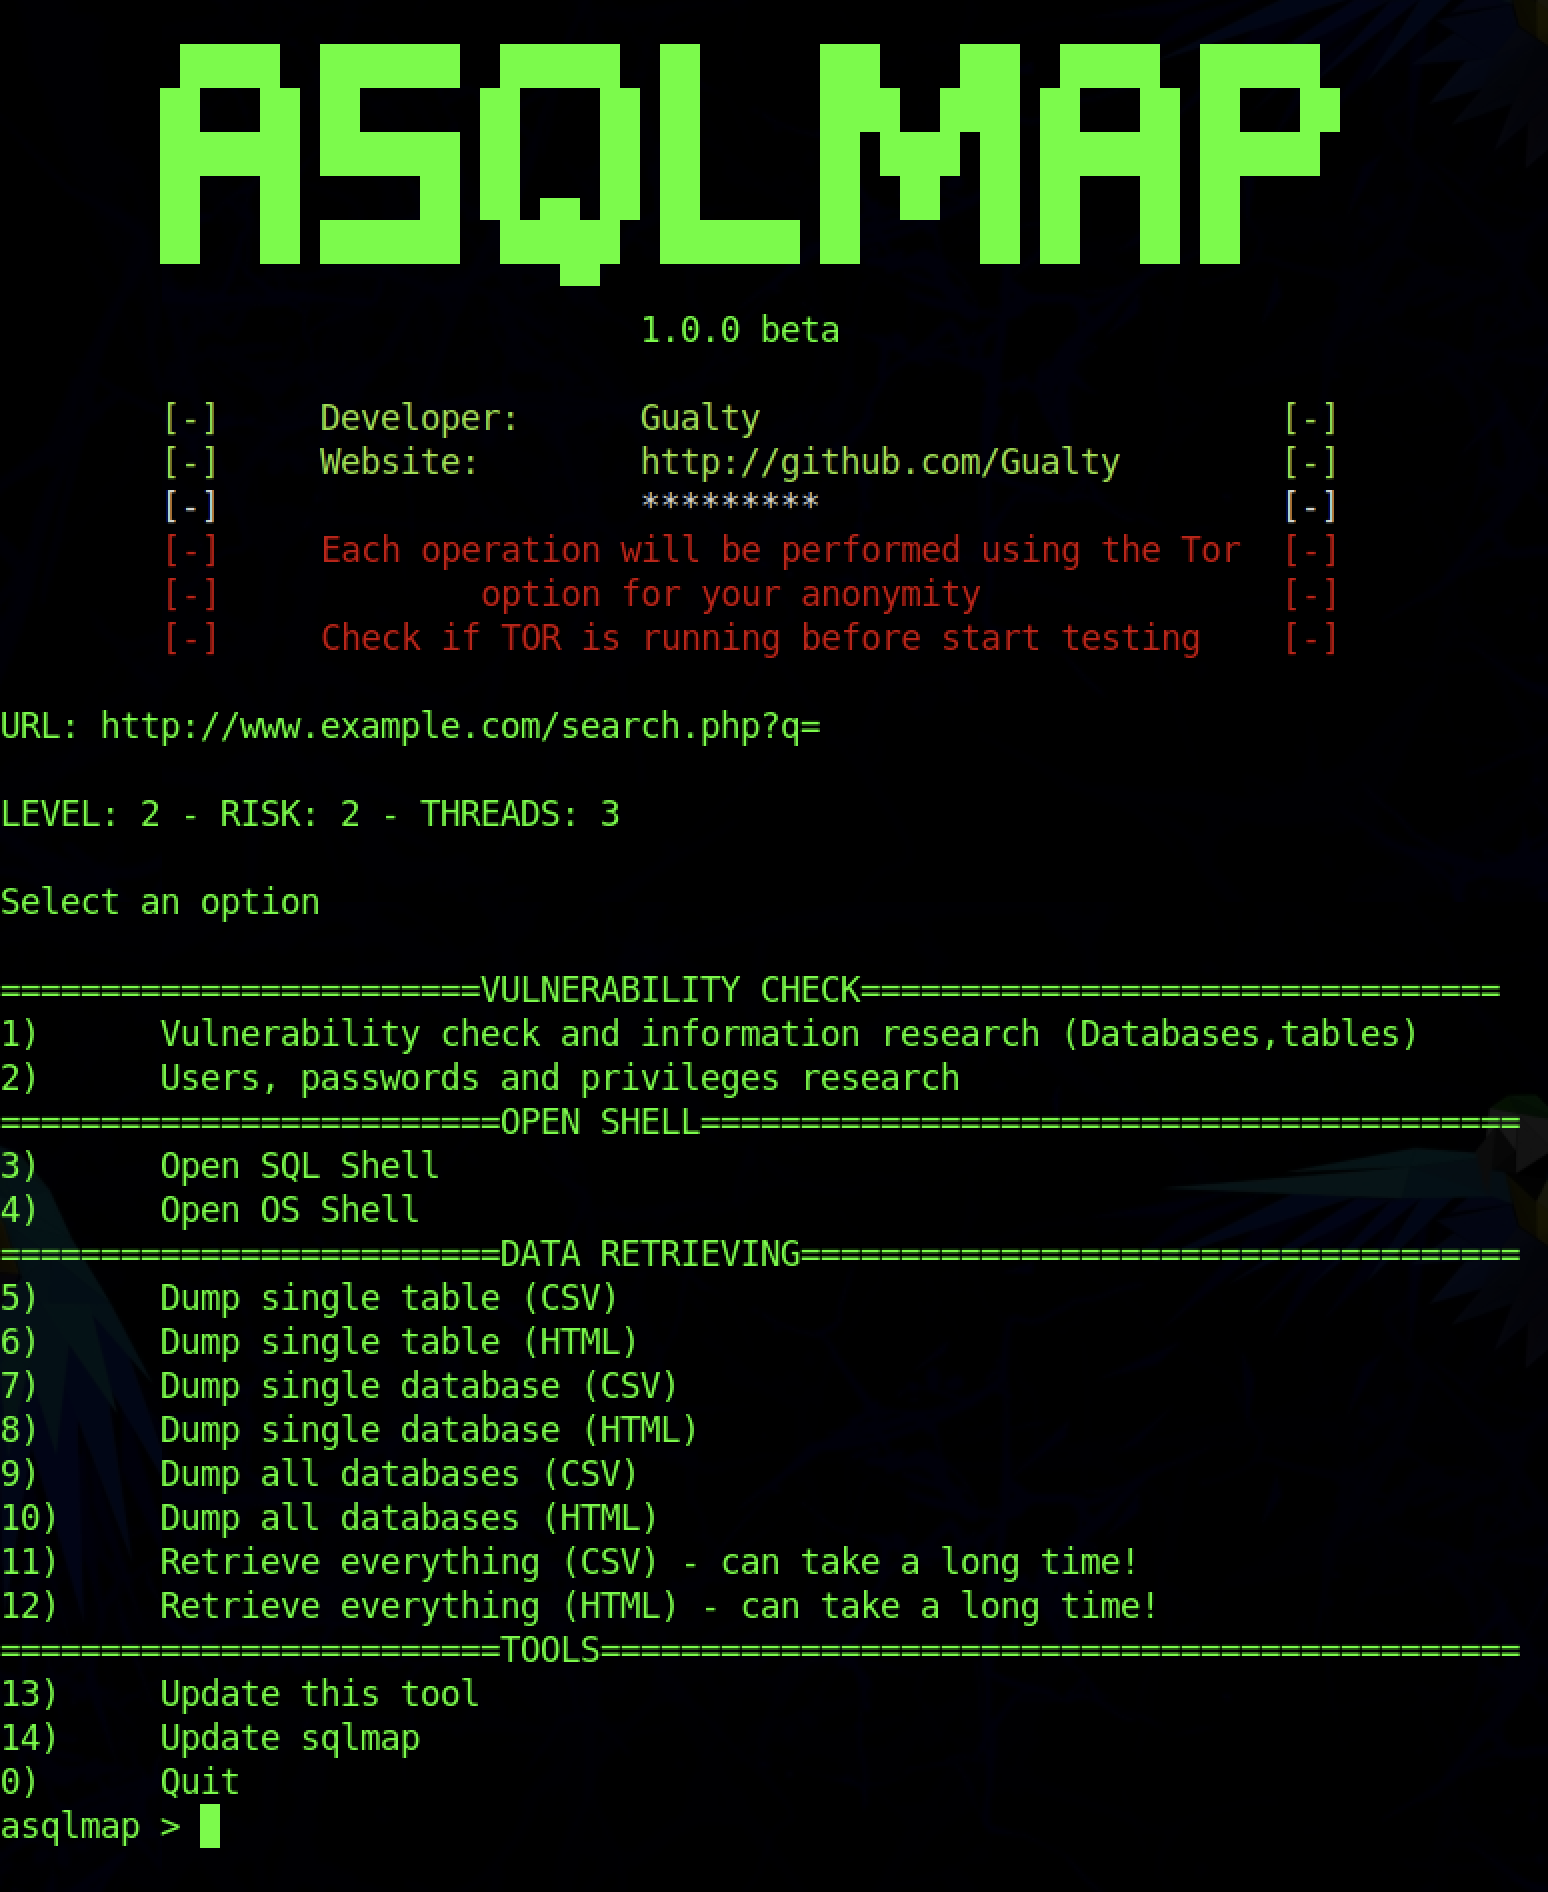 ASQLMAP
1.0.0 beta
[-] Developer: Gualty [-]
[-] Website: http://github.com/Gualty [-]
[-] ********* [-]
[-] Each operation will be performed using the Tor [-]
[-] option for your anonymity [-]
[-] Check if TOR is running before start testing [-]
URL: http://www.example.com/search.php?q=
LEVEL: 2 - RISK: 2 - THREADS: 3
Select an option
========================VULNERABILITY CHECK================================
1) Vulnerability check and information research (Databases,tables)
2) Users, passwords and privileges research
=========================OPEN SHELL=========================================
3) Open SQL Shell
4) Open OS Shell
=========================DATA RETRIEVING====================================
5) Dump single table (CSV)
6) Dump single table (HTML)
7) Dump single database (CSV)
8) Dump single database (HTML)
9) Dump all databases (CSV)
10) Dump all databases (HTML)
11) Retrieve everything (CSV) - can take a long time!
12) Retrieve everything (HTML) - can take a long time!
=========================TOOLS==============================================
13) Update this tool
14) Update sqlmap
0) Quit
asqlmap >